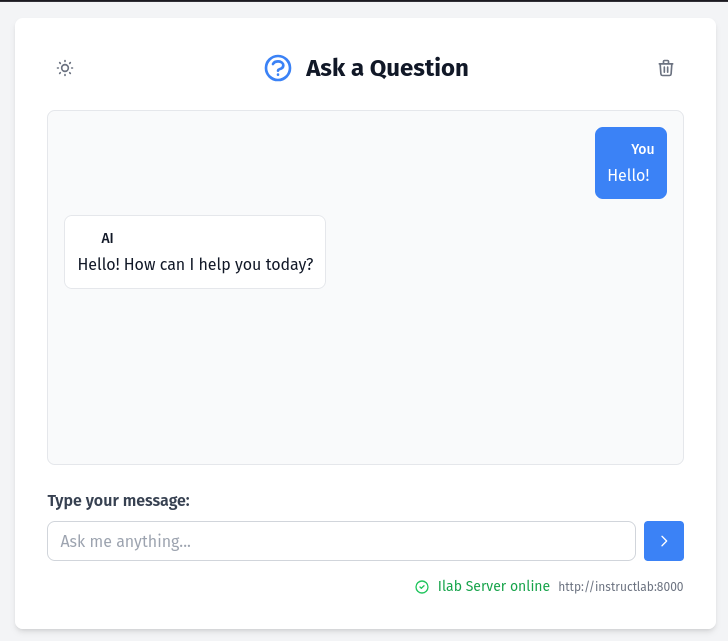 Ask a Question
You
Hello!
AI
Hello! How can I help you today?
Type your message:
Ask me anything...
Ilab Server online http://instructlab:8000